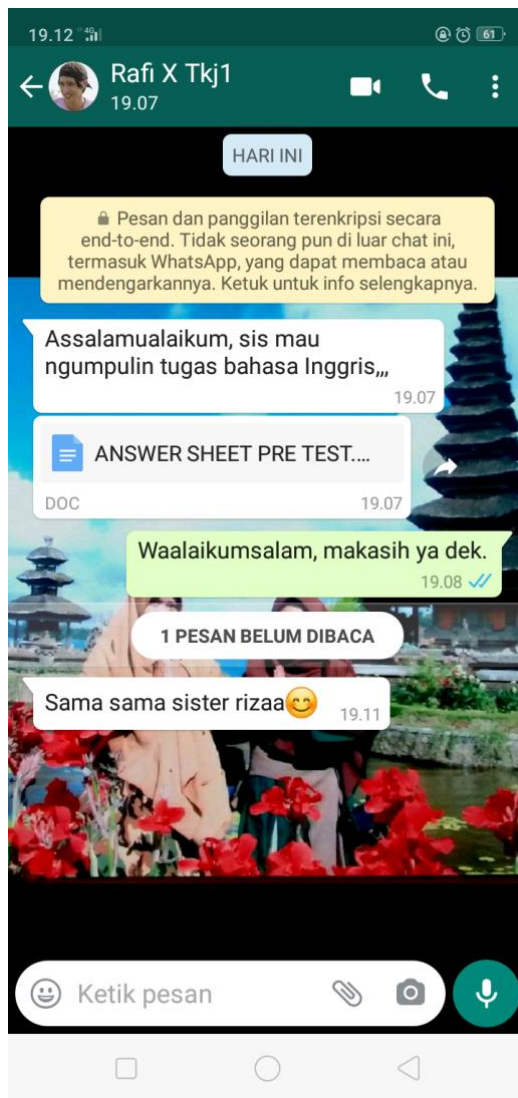 19.12 4G 61
Rafi X Tkj1
19.07
HARI INI
Pesan dan panggilan terenkripsi secara
end-to-end. Tidak seorang pun di luar chat ini,
termasuk WhatsApp, yang dapat membaca atau
mendengarkannya. Ketuk untuk info selengkapnya.
Assalamualaikum, sis mau
ngumpulin tugas bahasa Inggris,,,
19.07
ANSWER SHEET PRE TEST....
DOC 19.07
Waalaikumsalam, makasih ya dek.
19.08
1 PESAN BELUM DIBACA
Sama sama sister rizaa😊 19.11
Ketik pesan